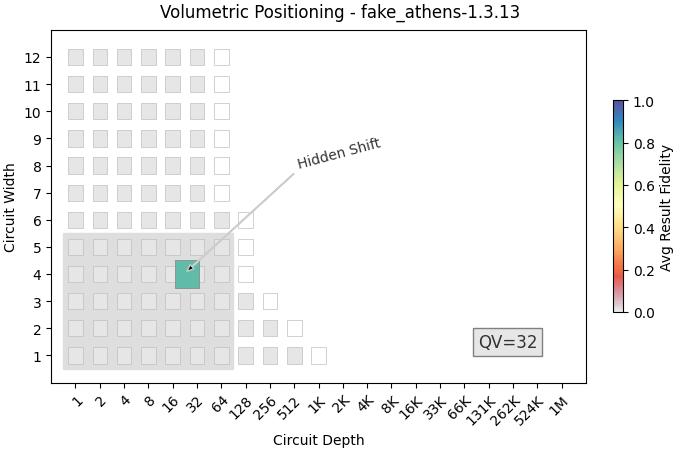 Volumetric Positioning - fake_athens-1.3.13
12
11
10
9
8
7
6
5
4
3
2
1
Circuit Width
Hidden Shift
QV=32
1 2 4 8 16 32 64 128 256 512 1K 2K 4K 8K 16K 33K 66K 131K 262K 524K 1M
Circuit Depth
1.0
0.8
0.6
0.4
0.2
0.0
Avg Result Fidelity